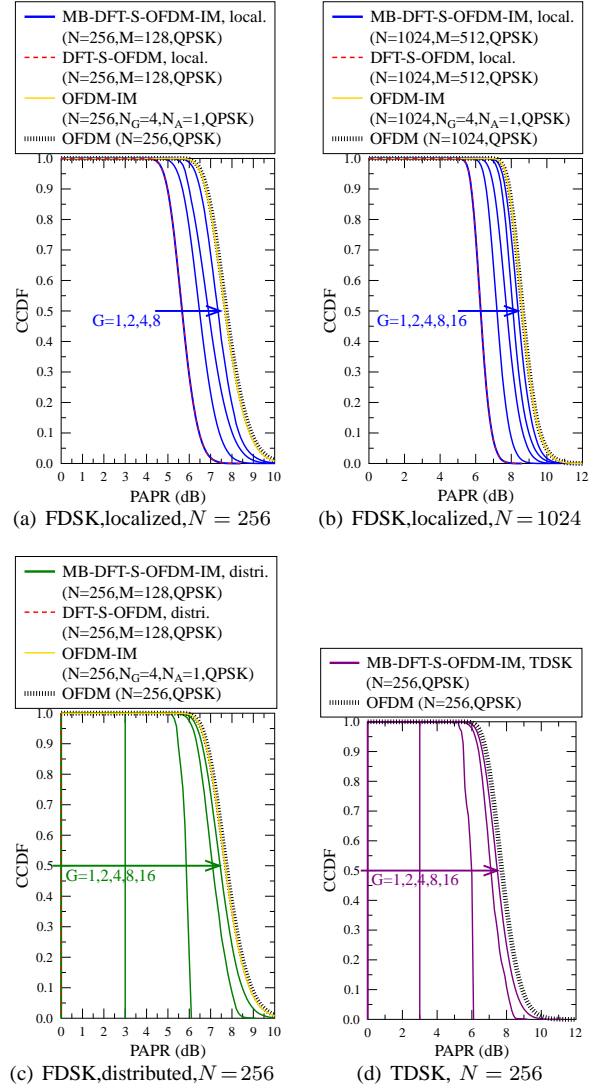 MB-DFT-S-OFDM-IM, local.
(N=256,M=128,QPSK)
DFT-S-OFDM, local.
(N=256,M=128,QPSK)
OFDM-IM
(N=256,N_G=4,N_A=1,QPSK)
OFDM (N=256,QPSK)
1.0
0.9
0.8
0.7
0.6
0.5
0.4
0.3
0.2
0.1
0.0
CCDF
G=1,2,4,8
0 1 2 3 4 5 6 7 8 9 10
PAPR (dB)
(a) FDSK,localized,N = 256
MB-DFT-S-OFDM-IM, local.
(N=1024,M=512,QPSK)
DFT-S-OFDM, local.
(N=1024,M=512,QPSK)
OFDM-IM
(N=1024,N_G=4,N_A=1,QPSK)
OFDM (N=1024,QPSK)
1.0
0.9
0.8
0.7
0.6
0.5
0.4
0.3
0.2
0.1
0.0
CCDF
G=1,2,4,8,16
0 2 4 6 8 10 12
PAPR (dB)
(b) FDSK,localized,N = 1024
MB-DFT-S-OFDM-IM, distri.
(N=256,M=128,QPSK)
DFT-S-OFDM, distri.
(N=256,M=128,QPSK)
OFDM-IM
(N=256,N_G=4,N_A=1,QPSK)
OFDM (N=256,QPSK)
1.0
0.9
0.8
0.7
0.6
0.5
0.4
0.3
0.2
0.1
0.0
CCDF
G=1,2,4,8,16
0 1 2 3 4 5 6 7 8 9 10
PAPR (dB)
(c) FDSK,distributed,N = 256
MB-DFT-S-OFDM-IM, TDSK
(N=256,QPSK)
OFDM (N=256,QPSK)
1.0
0.9
0.8
0.7
0.6
0.5
0.4
0.3
0.2
0.1
0.0
CCDF
G=1,2,4,8,16
0 2 4 6 8 10 12
PAPR (dB)
(d) TDSK, N = 256